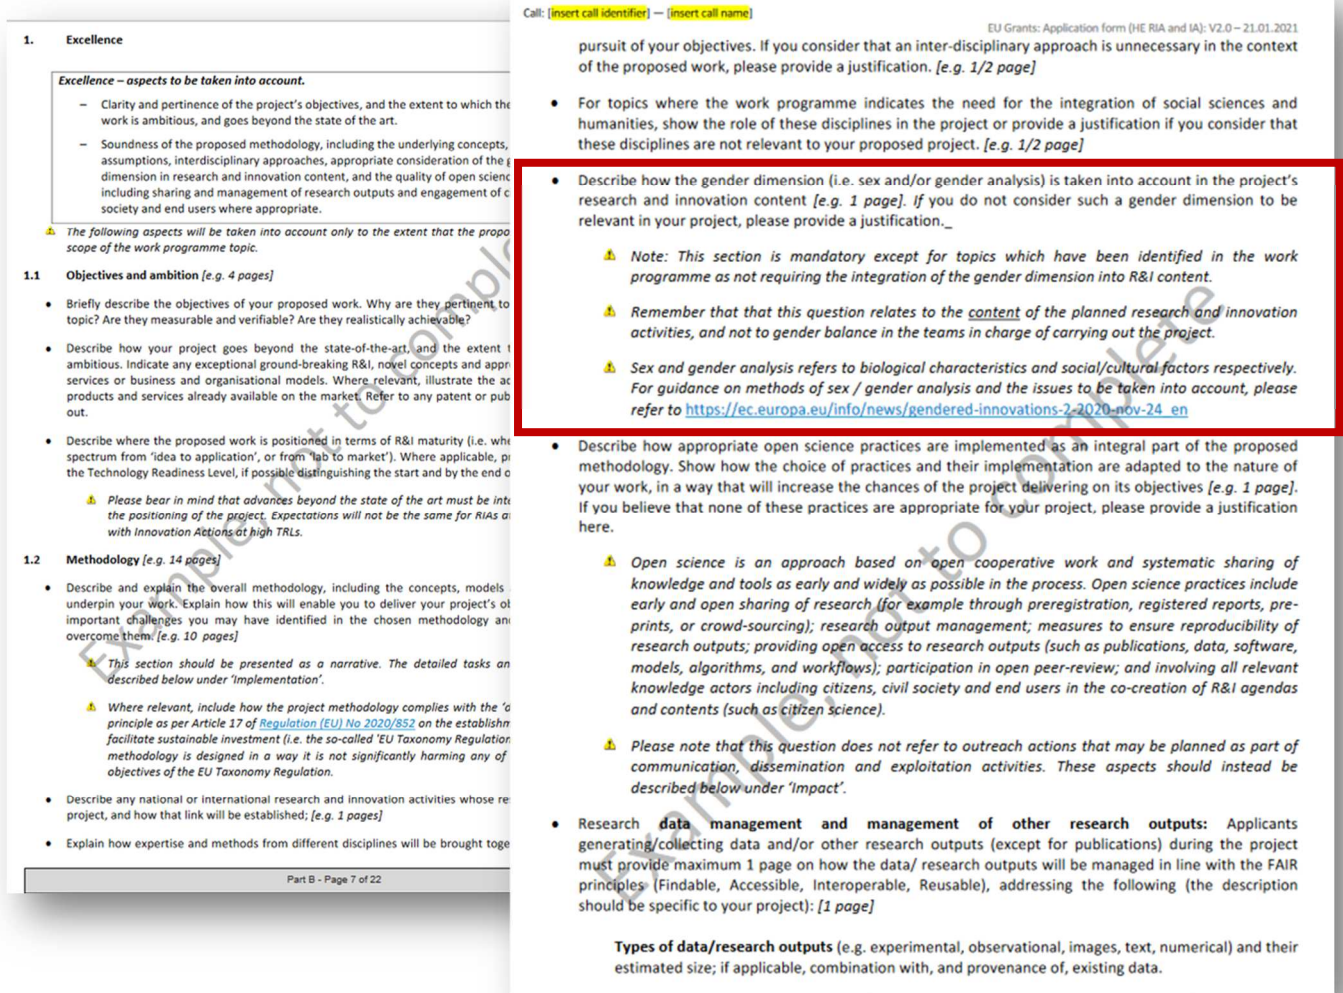 1. Excellence
Excellence – aspects to be taken into account.
– Clarity and pertinence of the project's objectives, and the extent to which the
work is ambitious, and goes beyond the state of the art.
– Soundness of the proposed methodology, including the underlying concepts,
assumptions, interdisciplinary approaches, appropriate consideration of the g
dimension in research and innovation content, and the quality of open scienc
including sharing and management of research outputs and engagement of c
society and end users where appropriate.
The following aspects will be taken into account only to the extent that the propo
scope of the work programme topic.
1.1 Objectives and ambition [e.g. 4 pages]
• Briefly describe the objectives of your proposed work. Why are they pertinent to
topic? Are they measurable and verifiable? Are they realistically achievable?
• Describe how your project goes beyond the state-of-the-art, and the extent t
ambitious. Indicate any exceptional ground-breaking R&I, novel concepts and appr
services or business and organisational models. Where relevant, illustrate the ad
products and services already available on the market. Refer to any patent or pub
out.
• Describe where the proposed work is positioned in terms of R&I maturity (i.e. whe
spectrum from 'idea to application', or from 'lab to market'). Where applicable, pr
the Technology Readiness Level, if possible distinguishing the start and by the end o
Please bear in mind that advances beyond the state of the art must be inte
the positioning of the project. Expectations will not be the same for RIAs a
with Innovation Actions at high TRLs.
1.2 Methodology [e.g. 14 pages]
• Describe and explain the overall methodology, including the concepts, models
underpin your work. Explain how this will enable you to deliver your project's ob
important challenges you may have identified in the chosen methodology and
overcome them. [e.g. 10 pages]
This section should be presented as a narrative. The detailed tasks an
described below under 'Implementation'.
Where relevant, include how the project methodology complies with the 'd
principle as per Article 17 of Regulation (EU) No 2020/852 on the establishm
facilitate sustainable investment (i.e. the so-called 'EU Taxonomy Regulation
methodology is designed in a way it is not significantly harming any of
objectives of the EU Taxonomy Regulation.
• Describe any national or international research and innovation activities whose re
project, and how that link will be established; [e.g. 1 pages]
• Explain how expertise and methods from different disciplines will be brought toge
Part B - Page 7 of 22
Example, not to comple
Call: [insert call identifier] — [insert call name]
EU Grants: Application form (HE RIA and IA): V2.0 – 21.01.2021
pursuit of your objectives. If you consider that an inter-disciplinary approach is unnecessary in the context
of the proposed work, please provide a justification. [e.g. 1/2 page]
• For topics where the work programme indicates the need for the integration of social sciences and
humanities, show the role of these disciplines in the project or provide a justification if you consider that
these disciplines are not relevant to your proposed project. [e.g. 1/2 page]
• Describe how the gender dimension (i.e. sex and/or gender analysis) is taken into account in the project's
research and innovation content [e.g. 1 page]. If you do not consider such a gender dimension to be
relevant in your project, please provide a justification._
Note: This section is mandatory except for topics which have been identified in the work
programme as not requiring the integration of the gender dimension into R&I content.
Remember that that this question relates to the content of the planned research and innovation
activities, and not to gender balance in the teams in charge of carrying out the project.
Sex and gender analysis refers to biological characteristics and social/cultural factors respectively.
For guidance on methods of sex / gender analysis and the issues to be taken into account, please
refer to https://ec.europa.eu/info/news/gendered-innovations-2-2020-nov-24_en
• Describe how appropriate open science practices are implemented as an integral part of the proposed
methodology. Show how the choice of practices and their implementation are adapted to the nature of
your work, in a way that will increase the chances of the project delivering on its objectives [e.g. 1 page].
If you believe that none of these practices are appropriate for your project, please provide a justification
here.
Open science is an approach based on open cooperative work and systematic sharing of
knowledge and tools as early and widely as possible in the process. Open science practices include
early and open sharing of research (for example through preregistration, registered reports, pre-
prints, or crowd-sourcing); research output management; measures to ensure reproducibility of
research outputs; providing open access to research outputs (such as publications, data, software,
models, algorithms, and workflows); participation in open peer-review; and involving all relevant
knowledge actors including citizens, civil society and end users in the co-creation of R&I agendas
and contents (such as citizen science).
Please note that this question does not refer to outreach actions that may be planned as part of
communication, dissemination and exploitation activities. These aspects should instead be
described below under 'Impact'.
• Research data management and management of other research outputs: Applicants
generating/collecting data and/or other research outputs (except for publications) during the project
must provide maximum 1 page on how the data/ research outputs will be managed in line with the FAIR
principles (Findable, Accessible, Interoperable, Reusable), addressing the following (the description
should be specific to your project): [1 page]
Types of data/research outputs (e.g. experimental, observational, images, text, numerical) and their
estimated size; if applicable, combination with, and provenance of, existing data.
Example, not to complete